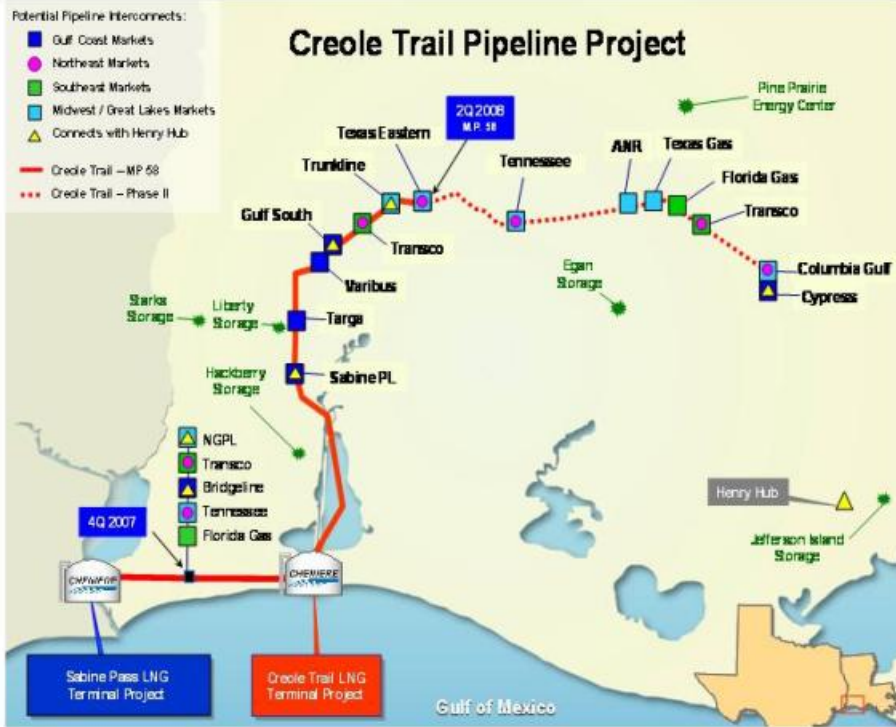 Potential Pipeline Interconnects:
Gulf Coast Markets
Northeast Markets
Southeast Markets
Midwest / Great Lakes Markets
Connects with Henry Hub
Creole Trail – MP 58
Creole Trail – Phase II
Creole Trail Pipeline Project
2Q 2008
M.P. 58
Pine Prairie
Energy Center
Texas Eastern
Trunkline
Tennessee
ANR
Texas Gas
Florida Gas
Transco
Gulf South
Transco
Varibus
Columbia Gulf
Cypress
Egan
Storage
Starks
Storage
Liberty
Storage
Targa
Hackberry
Storage
Sabine PL
NGPL
Transco
Bridgeline
Tennessee
Florida Gas
4Q 2007
Henry Hub
Jefferson Island
Storage
CHENIERE
CHENIERE
Sabine Pass LNG
Terminal Project
Creole Trail LNG
Terminal Project
Gulf of Mexico